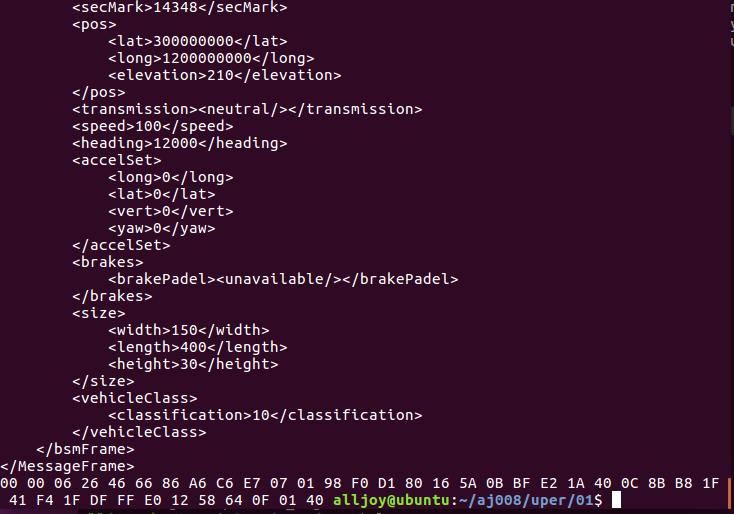 <secMark>14348</secMark>
<pos>
<lat>300000000</lat>
<long>1200000000</long>
<elevation>210</elevation>
</pos>
<transmission><neutral/></transmission>
<speed>100</speed>
<heading>12000</heading>
<accelSet>
<long>0</long>
<lat>0</lat>
<vert>0</vert>
<yaw>0</yaw>
</accelSet>
<brakes>
<brakePadel><unavailable/></brakePadel>
</brakes>
<size>
<width>150</width>
<length>400</length>
<height>30</height>
</size>
<vehicleClass>
<classification>10</classification>
</vehicleClass>
</bsmFrame>
</MessageFrame>
00 00 06 26 46 66 86 A6 C6 E7 07 01 98 F0 D1 80 16 5A 0B BF E2 1A 40 0C 8B B8 1F
41 F4 1F DF FF E0 12 58 64 0F 01 40 alljoy@ubuntu:~/aj008/uper/01$